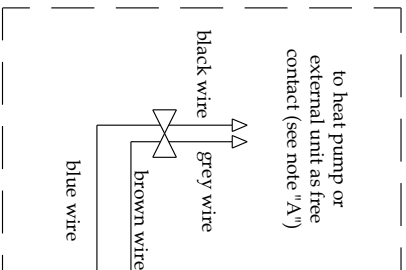 to heat pump or
external unit as free
contact (see note "A")
black wire
grey wire
brown wire
blue wire